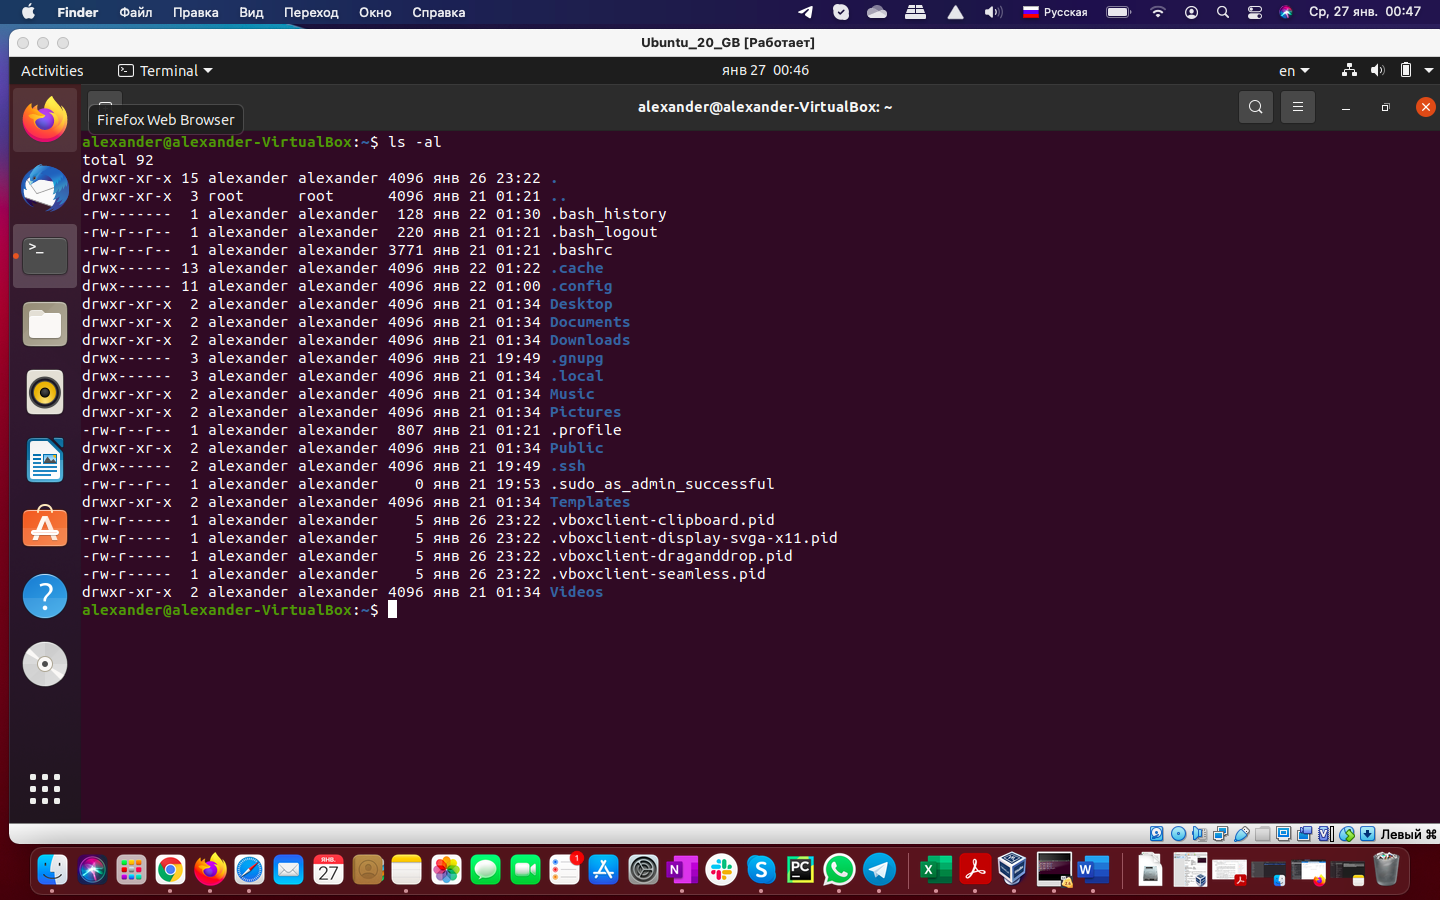 Finder Файл Правка Вид Переход Окно Справка Русская Ср, 27 янв. 00:47
Ubuntu_20_GB [Работает]
Activities Terminal янв 27 00:46 en
alexander@alexander-VirtualBox: ~
Firefox Web Browser
alexander@alexander-VirtualBox:~$ ls -al
total 92
drwxr-xr-x 15 alexander alexander 4096 янв 26 23:22 .
drwxr-xr-x 3 root root 4096 янв 21 01:21 ..
-rw------- 1 alexander alexander 128 янв 22 01:30 .bash_history
-rw-r--r-- 1 alexander alexander 220 янв 21 01:21 .bash_logout
-rw-r--r-- 1 alexander alexander 3771 янв 21 01:21 .bashrc
drwx------ 13 alexander alexander 4096 янв 22 01:22 .cache
drwx------ 11 alexander alexander 4096 янв 22 01:00 .config
drwxr-xr-x 2 alexander alexander 4096 янв 21 01:34 Desktop
drwxr-xr-x 2 alexander alexander 4096 янв 21 01:34 Documents
drwxr-xr-x 2 alexander alexander 4096 янв 21 01:34 Downloads
drwx------ 3 alexander alexander 4096 янв 21 19:49 .gnupg
drwx------ 3 alexander alexander 4096 янв 21 01:34 .local
drwxr-xr-x 2 alexander alexander 4096 янв 21 01:34 Music
drwxr-xr-x 2 alexander alexander 4096 янв 21 01:34 Pictures
-rw-r--r-- 1 alexander alexander 807 янв 21 01:21 .profile
drwxr-xr-x 2 alexander alexander 4096 янв 21 01:34 Public
drwx------ 2 alexander alexander 4096 янв 21 19:49 .ssh
-rw-r--r-- 1 alexander alexander 0 янв 21 19:53 .sudo_as_admin_successful
drwxr-xr-x 2 alexander alexander 4096 янв 21 01:34 Templates
-rw-r----- 1 alexander alexander 5 янв 26 23:22 .vboxclient-clipboard.pid
-rw-r----- 1 alexander alexander 5 янв 26 23:22 .vboxclient-display-svga-x11.pid
-rw-r----- 1 alexander alexander 5 янв 26 23:22 .vboxclient-draganddrop.pid
-rw-r----- 1 alexander alexander 5 янв 26 23:22 .vboxclient-seamless.pid
drwxr-xr-x 2 alexander alexander 4096 янв 21 01:34 Videos
alexander@alexander-VirtualBox:~$
Левый ⌘
ЯНВ.
27
1